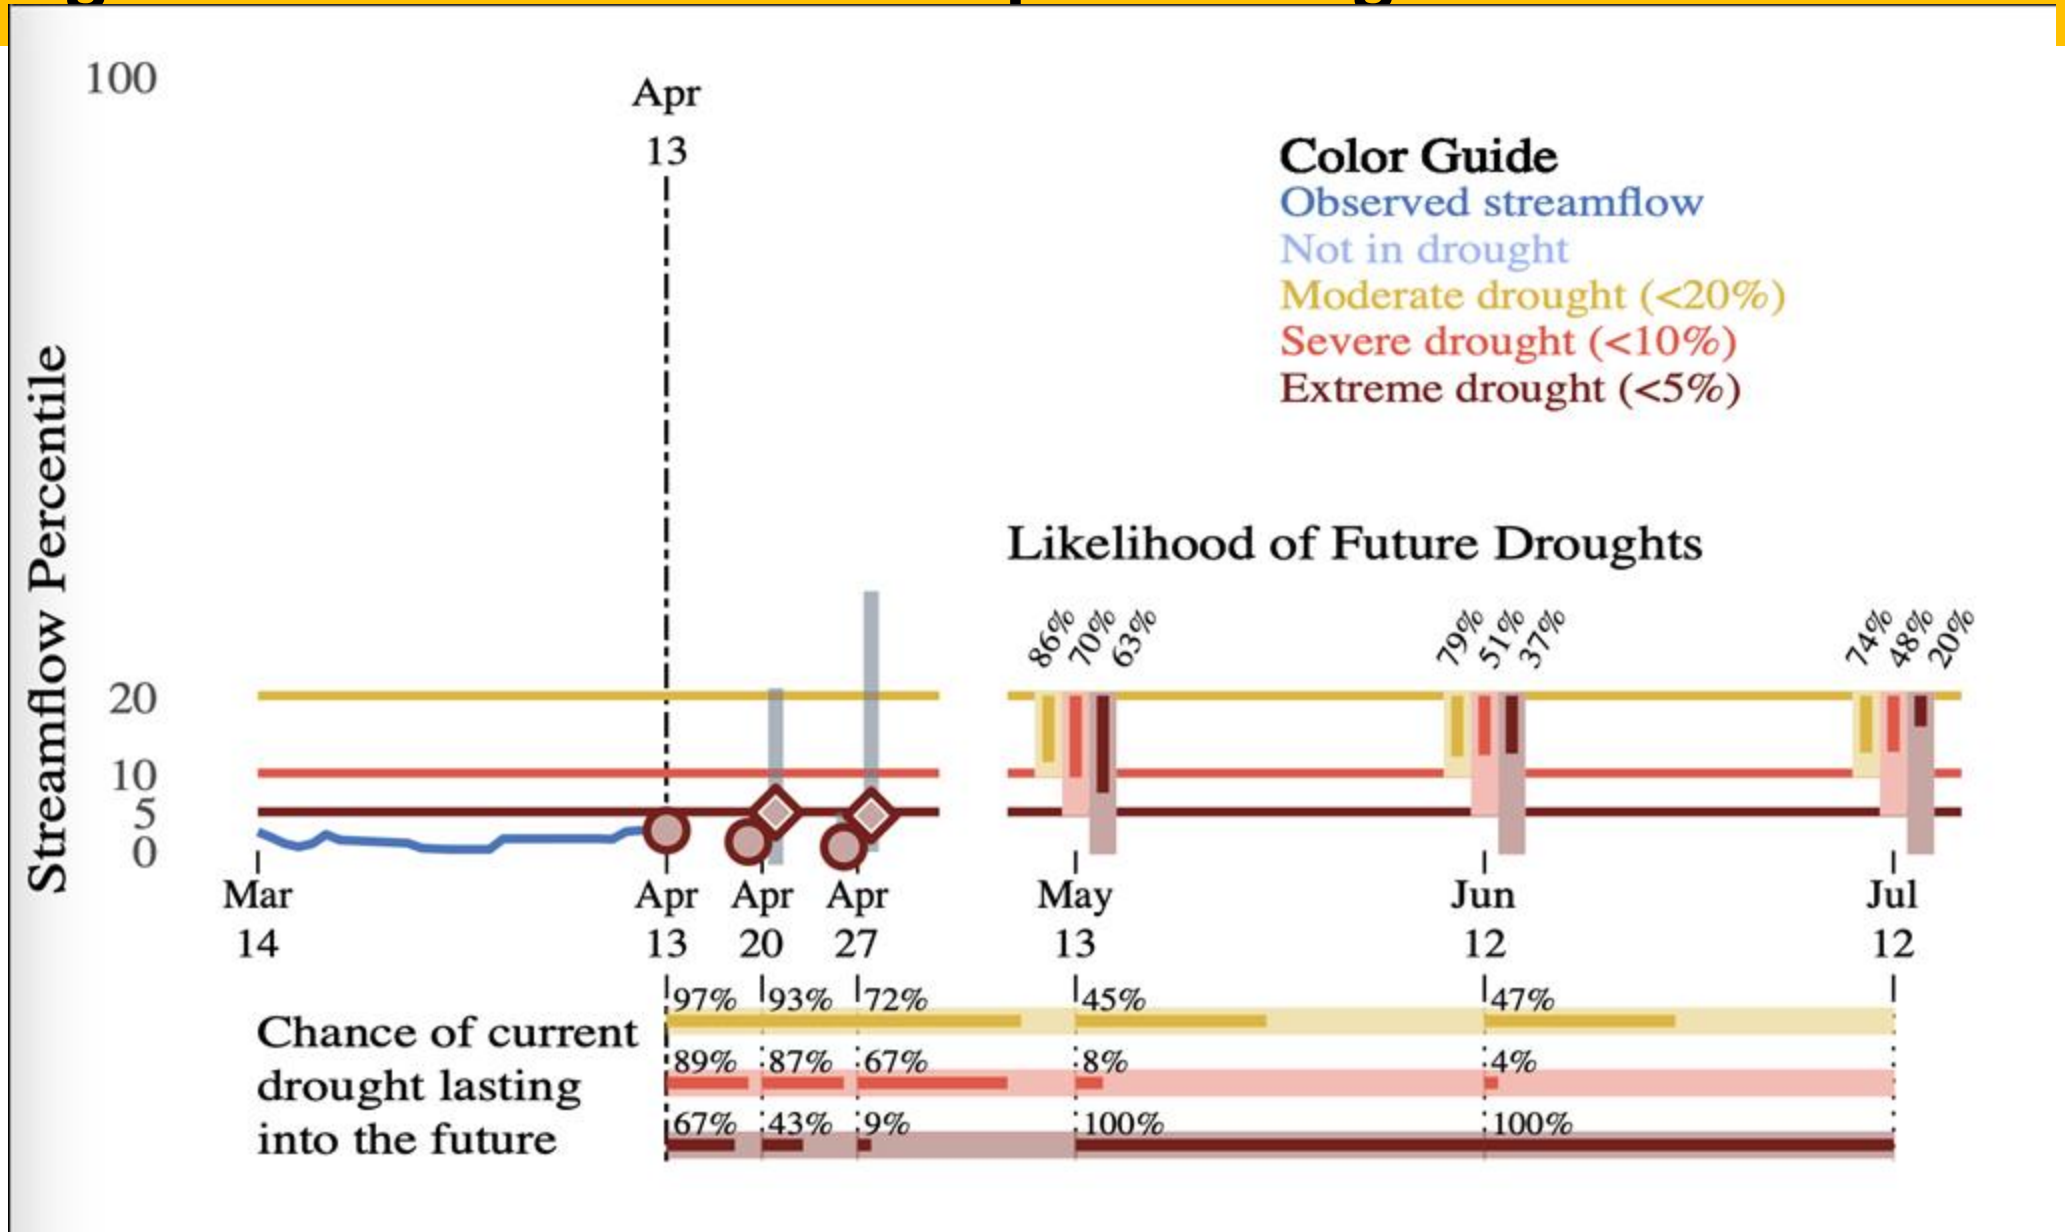 100
Apr
13
Color Guide
Observed streamflow
Not in drought
Moderate drought (<20%)
Severe drought (<10%)
Extreme drought (<5%)
Streamflow Percentile
Likelihood of Future Droughts
86% 70% 63% 79% 51% 37% 74% 48% 20%
20
10
5
0
Mar Apr Apr Apr May Jun Jul
14 13 20 27 13 12 12
97% 93% 72% 45% 47%
Chance of current
89% 87% 67% 8% 4%
drought lasting
67% 43% 9% 100% 100%
into the future